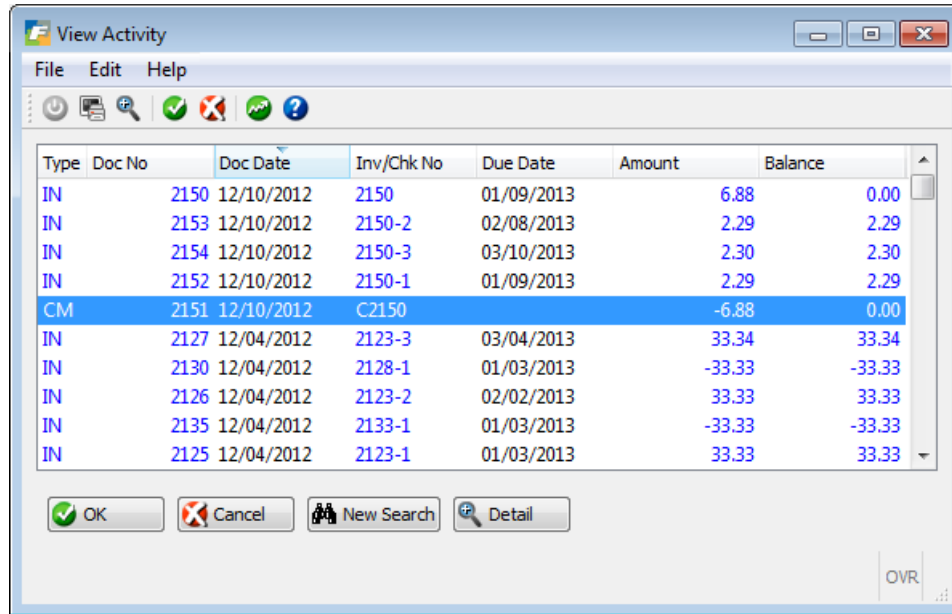 View Activity
File Edit Help
Type Doc No Doc Date Inv/Chk No Due Date Amount Balance
IN 2150 12/10/2012 2150 01/09/2013 6.88 0.00
IN 2153 12/10/2012 2150-2 02/08/2013 2.29 2.29
IN 2154 12/10/2012 2150-3 03/10/2013 2.30 2.30
IN 2152 12/10/2012 2150-1 01/09/2013 2.29 2.29
CM 2151 12/10/2012 C2150 -6.88 0.00
IN 2127 12/04/2012 2123-3 03/04/2013 33.34 33.34
IN 2130 12/04/2012 2128-1 01/03/2013 -33.33 -33.33
IN 2126 12/04/2012 2123-2 02/02/2013 33.33 33.33
IN 2135 12/04/2012 2133-1 01/03/2013 -33.33 -33.33
IN 2125 12/04/2012 2123-1 01/03/2013 33.33 33.33
OK Cancel New Search Detail
OVR